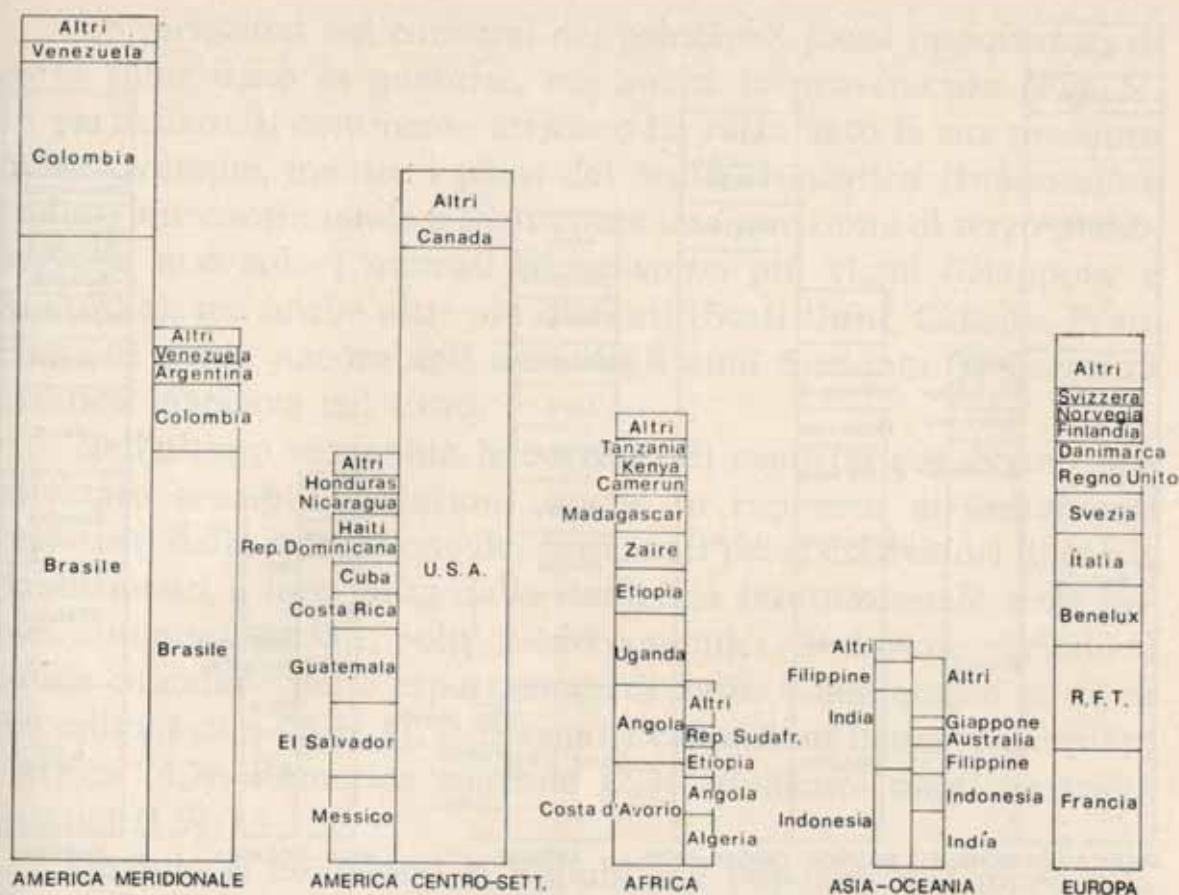 Altri
Venezuela
Colombia
Brasile
Altri
Venezuela
Argentina
Colombia
Brasile
AMERICA MERIDIONALE
Altri
Honduras
Nicaragua
Haiti
Rep. Dominicana
Cuba
Costa Rica
Guatemala
El Salvador
Messico
Altri
Canada
U.S.A.
AMERICA CENTRO-SETT.
Altri
Tanzania
Kenya
Camerun
Madagascar
Zaire
Etiopia
Uganda
Angola
Costa d'Avorio
Altri
Rep. Sudafr.
Etiopia
Angola
Algeria
AFRICA
Altri
Filippine
India
Indonesia
Altri
Giappone
Australia
Filippine
Indonesia
India
ASIA-OCEANIA
Altri
Svizzera
Norvegia
Finlandia
Danimarca
Regno Unito
Svezia
Italia
Benelux
R.F.T.
Francia
EUROPA